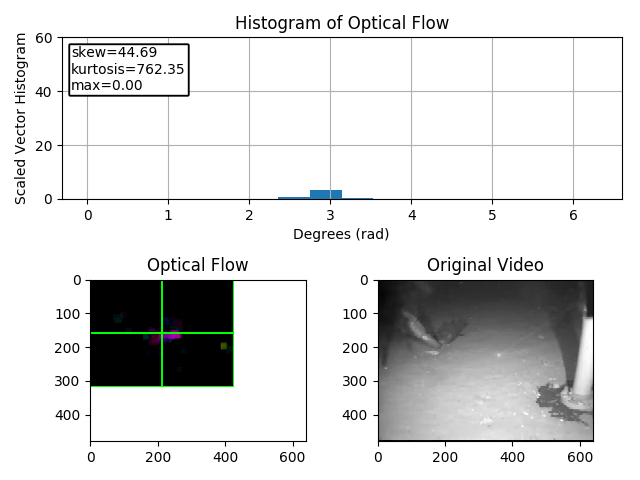 Histogram of Optical Flow
Scaled Vector Histogram
60
40
20
0
skew=44.69
kurtosis=762.35
max=0.00
0 1 2 3 4 5 6
Degrees (rad)
Optical Flow
0
100
200
300
400
0 200 400 600
Original Video
0
100
200
300
400
0 200 400 600